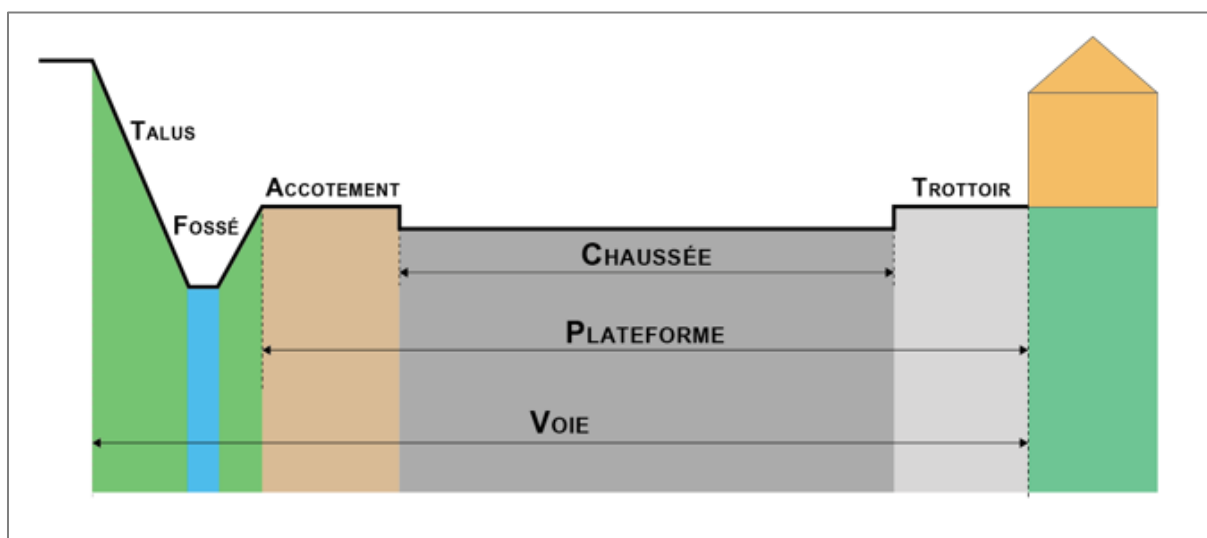 TALUS
FOSSÉ
ACCOTEMENT
TROTTOIR
CHAUSSÉE
PLATEFORME
VOIE